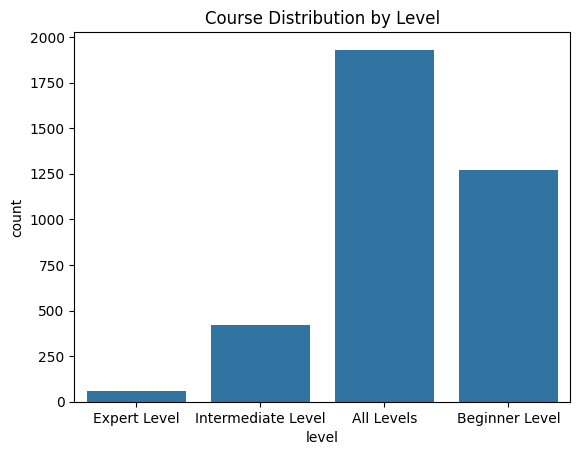 Course Distribution by Level
2000
1750
1500
1250
1000
750
500
250
0
count
Expert Level Intermediate Level All Levels Beginner Level
level